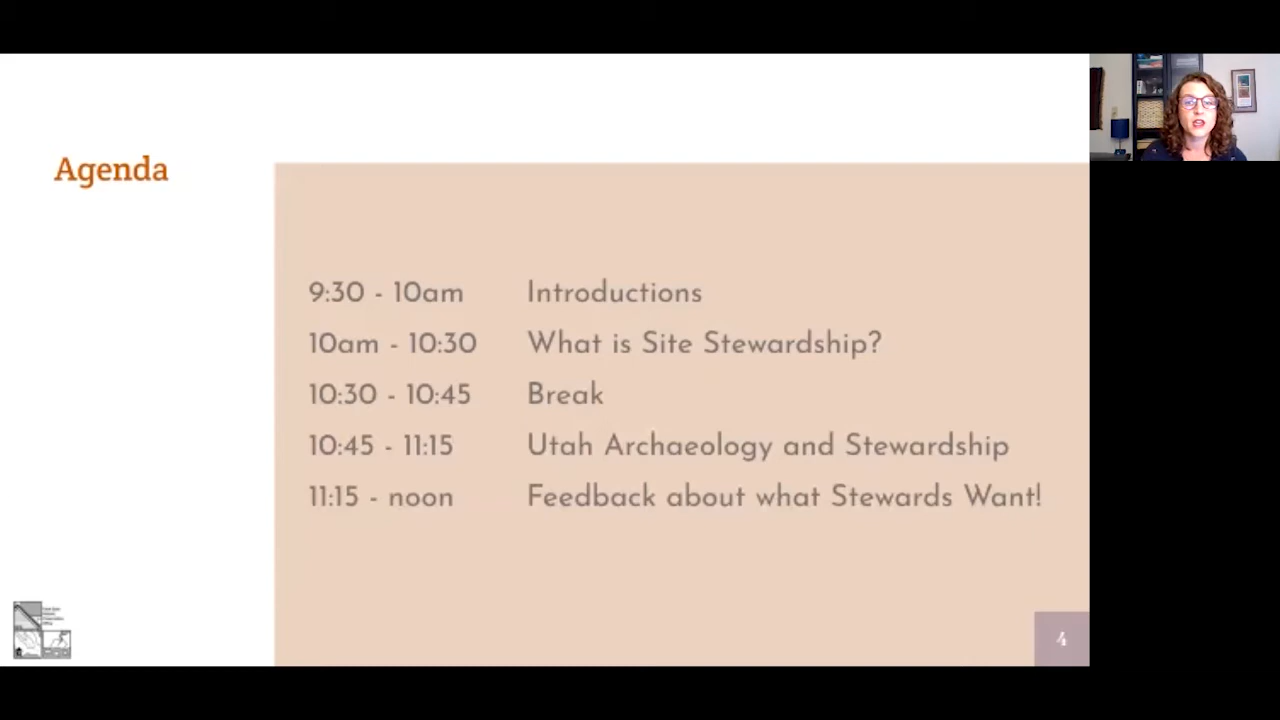 Agenda
9:30 - 10am Introductions
10am - 10:30 What is Site Stewardship?
10:30 - 10:45 Break
10:45 - 11:15 Utah Archaeology and Stewardship
11:15 - noon Feedback about what Stewards Want!
4